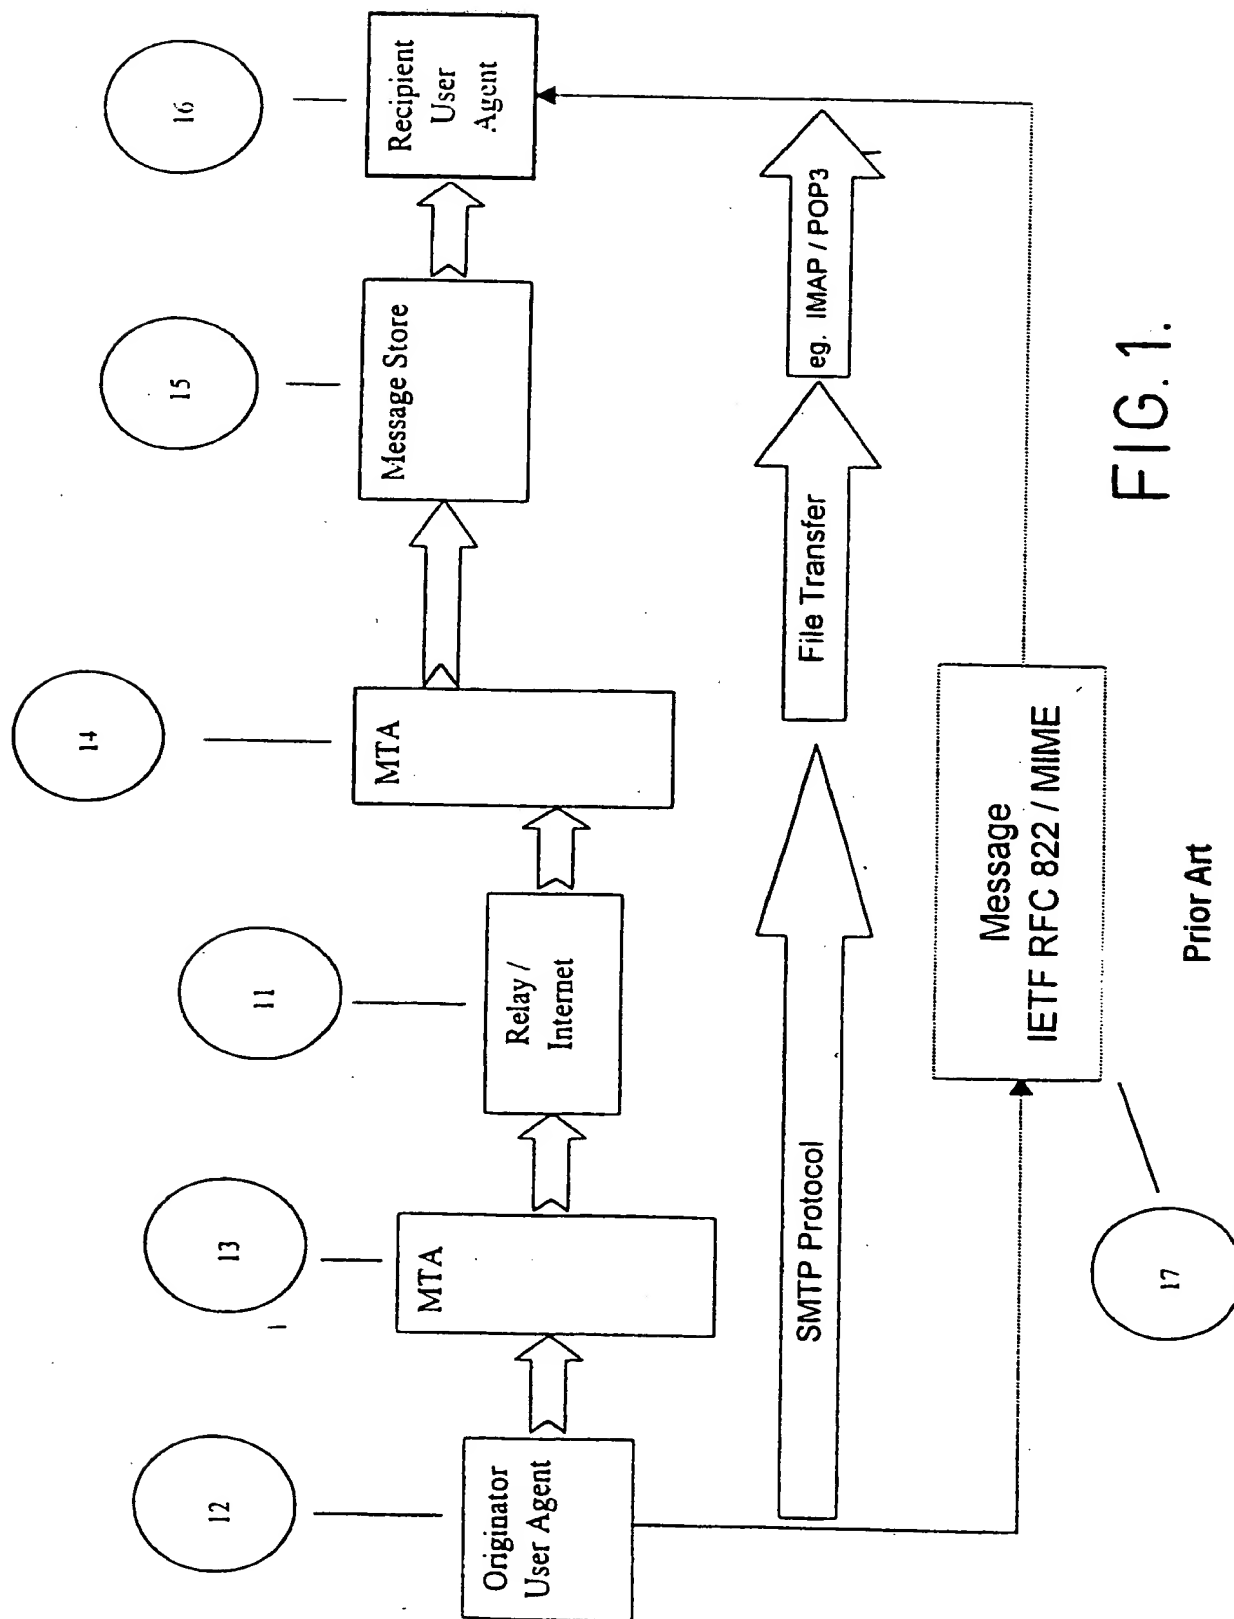 12
13
11
14
15
16
Originator
User Agent
MTA
Relay /
Internet
MTA
Message Store
Recipient
User
Agent
SMTP Protocol
File Transfer
eg. IMAP / POP3
Message
IETF RFC 822 / MIME
17
Prior Art
FIG. 1.